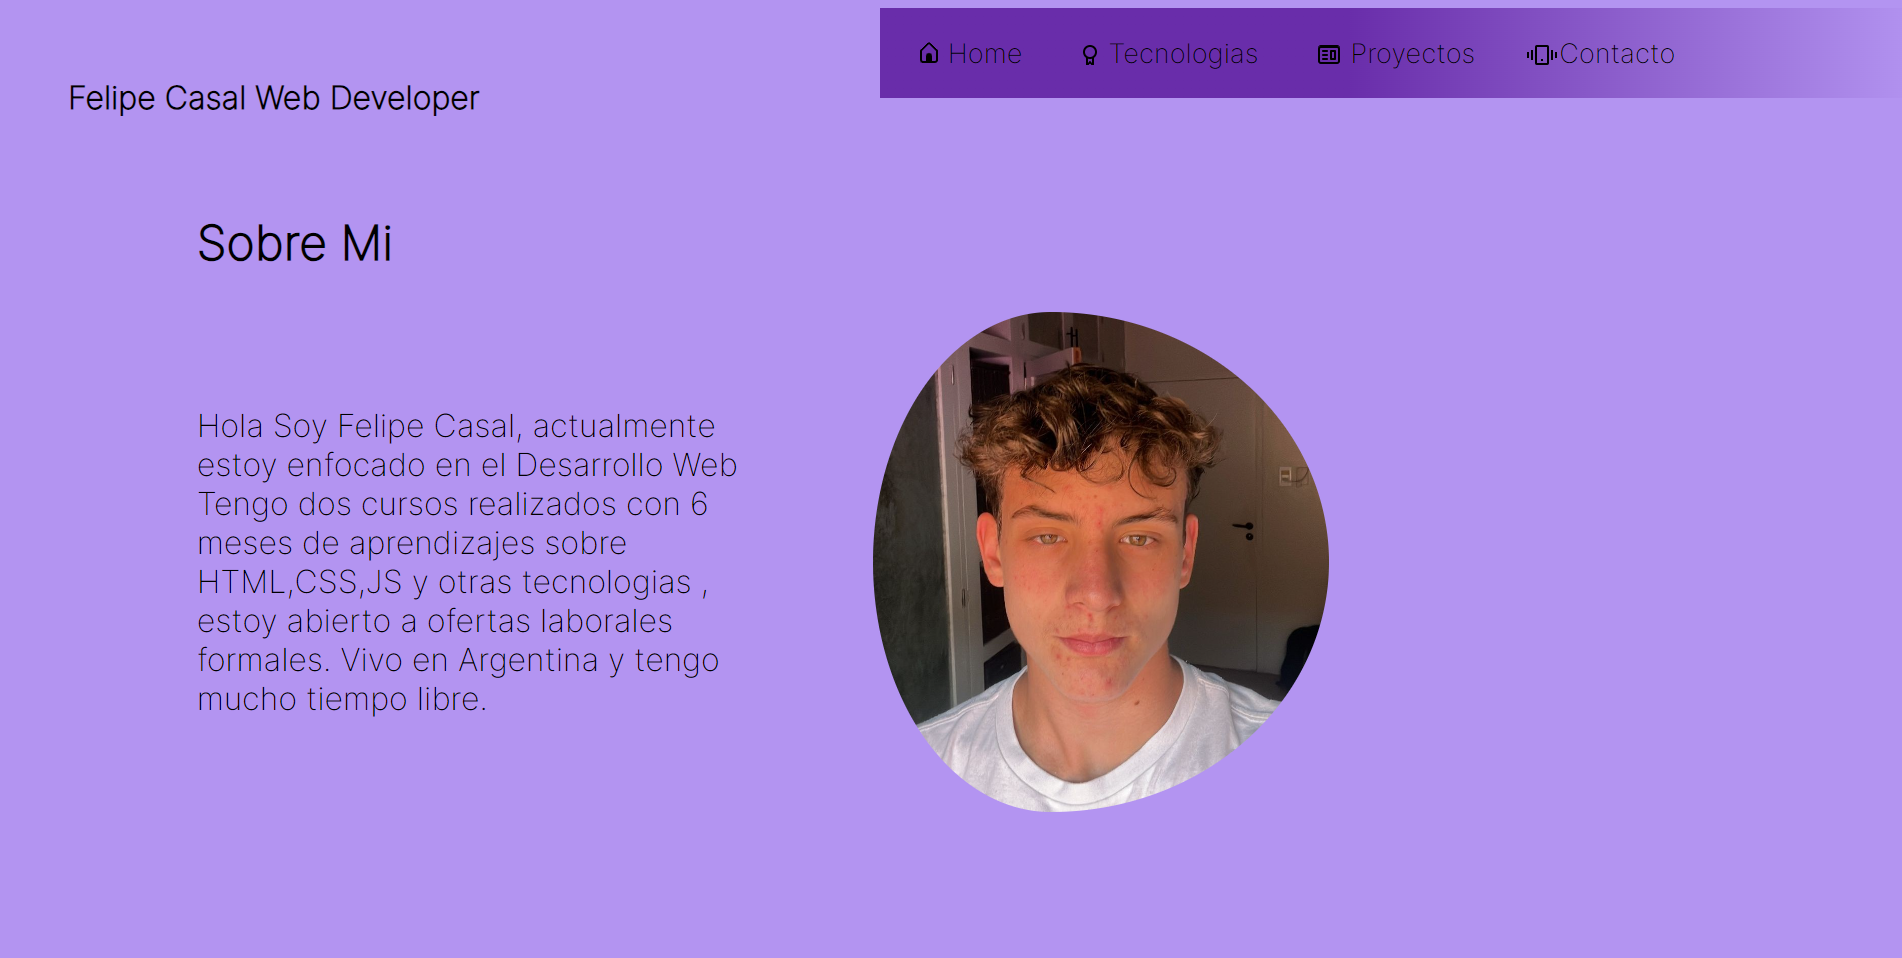 Home Tecnologias Proyectos Contacto
Felipe Casal Web Developer
Sobre Mi
Hola Soy Felipe Casal, actualmente
estoy enfocado en el Desarrollo Web
Tengo dos cursos realizados con 6
meses de aprendizajes sobre
HTML,CSS,JS y otras tecnologias ,
estoy abierto a ofertas laborales
formales. Vivo en Argentina y tengo
mucho tiempo libre.